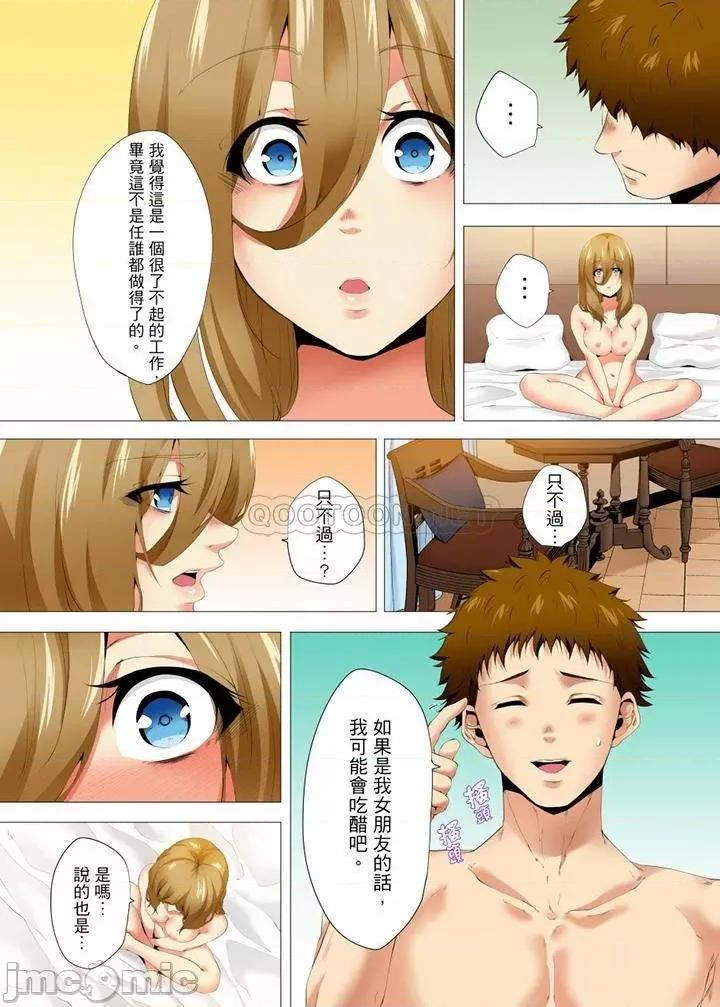 …
…
我覺得這是一個很了不起的工作，
畢竟這不是任誰都做得了的。
只不過…
只不過…？
如果是我女朋友的話，
我可能會吃醋吧。
搔頭
搔頭
是嗎…
說的也是…
jmcomic